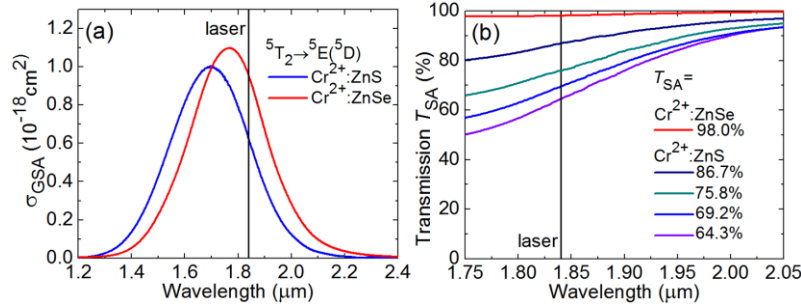 laser
(a)
⁵T₂→⁵E(⁵D)
Cr²⁺:ZnS
Cr²⁺:ZnSe
σGSA (10⁻¹⁸cm²)
1.2
1.0
0.8
0.6
0.4
0.2
0.0
1.2 1.4 1.6 1.8 2.0 2.2 2.4
Wavelength (μm)
(b)
Transmission TSA (%)
100
80
60
40
20
0
TSA=
Cr²⁺:ZnSe
98.0%
Cr²⁺:ZnS
86.7%
75.8%
69.2%
64.3%
laser
1.75 1.80 1.85 1.90 1.95 2.00 2.05
Wavelength (μm)